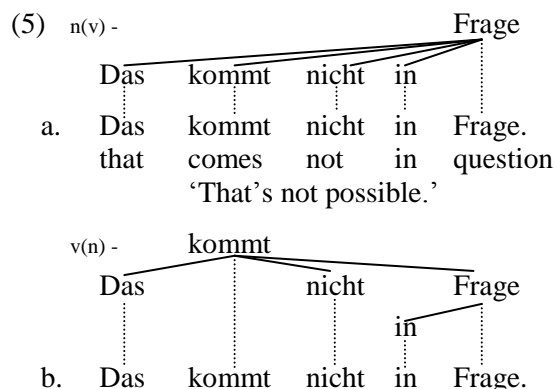 (5) n(v) - Frage
Das kommt nicht in
a. Das kommt nicht in Frage.
that comes not in question
‘That's not possible.’
v(n) - kommt
Das nicht Frage
in
b. Das kommt nicht in Frage.